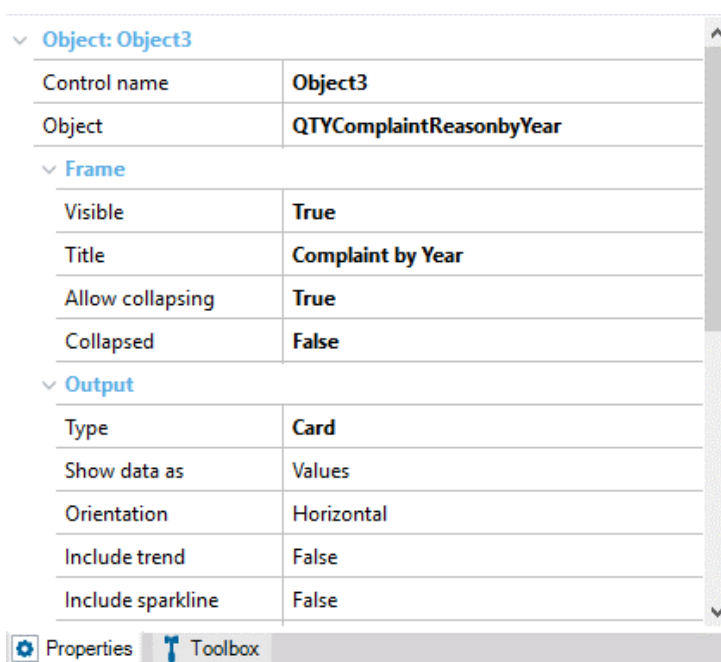 Object: Object3
Control name Object3
Object QTYComplaintReasonbyYear
Frame
Visible True
Title Complaint by Year
Allow collapsing True
Collapsed False
Output
Type Card
Show data as Values
Orientation Horizontal
Include trend False
Include sparkline False
Properties Toolbox